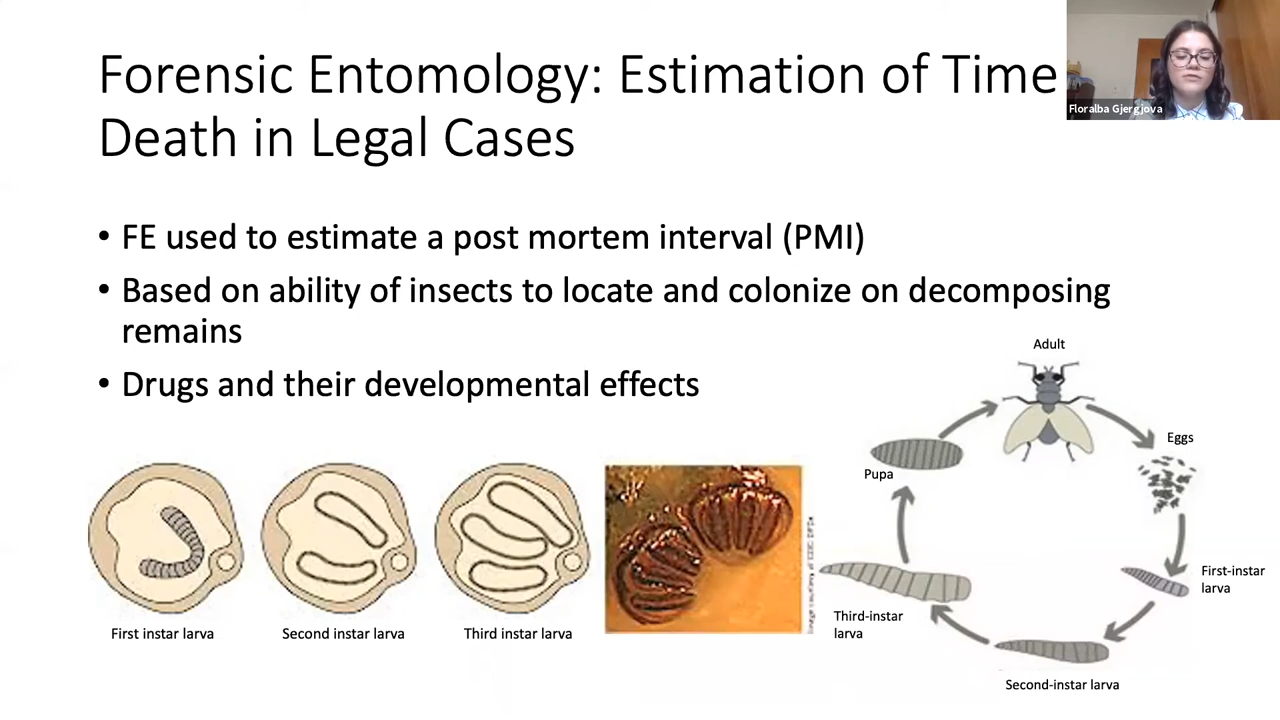 Forensic Entomology: Estimation of Time
Death in Legal Cases
Floralba Gjergjova
• FE used to estimate a post mortem interval (PMI)
• Based on ability of insects to locate and colonize on decomposing
remains
• Drugs and their developmental effects
Adult
Eggs
Pupa
First-instar
larva
Third-instar
larva
Second-instar larva
First instar larva
Second instar larva
Third instar larva